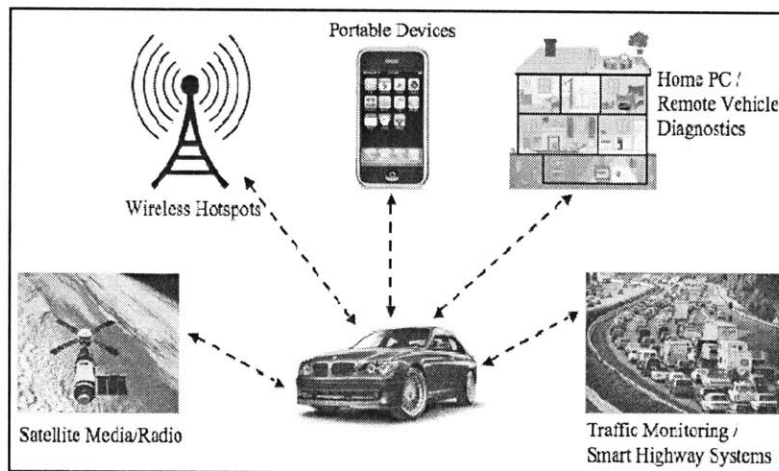 Portable Devices
Home PC /
Remote Vehicle
Diagnostics
Wireless Hotspots
Satellite Media/Radio
Traffic Monitoring /
Smart Highway Systems